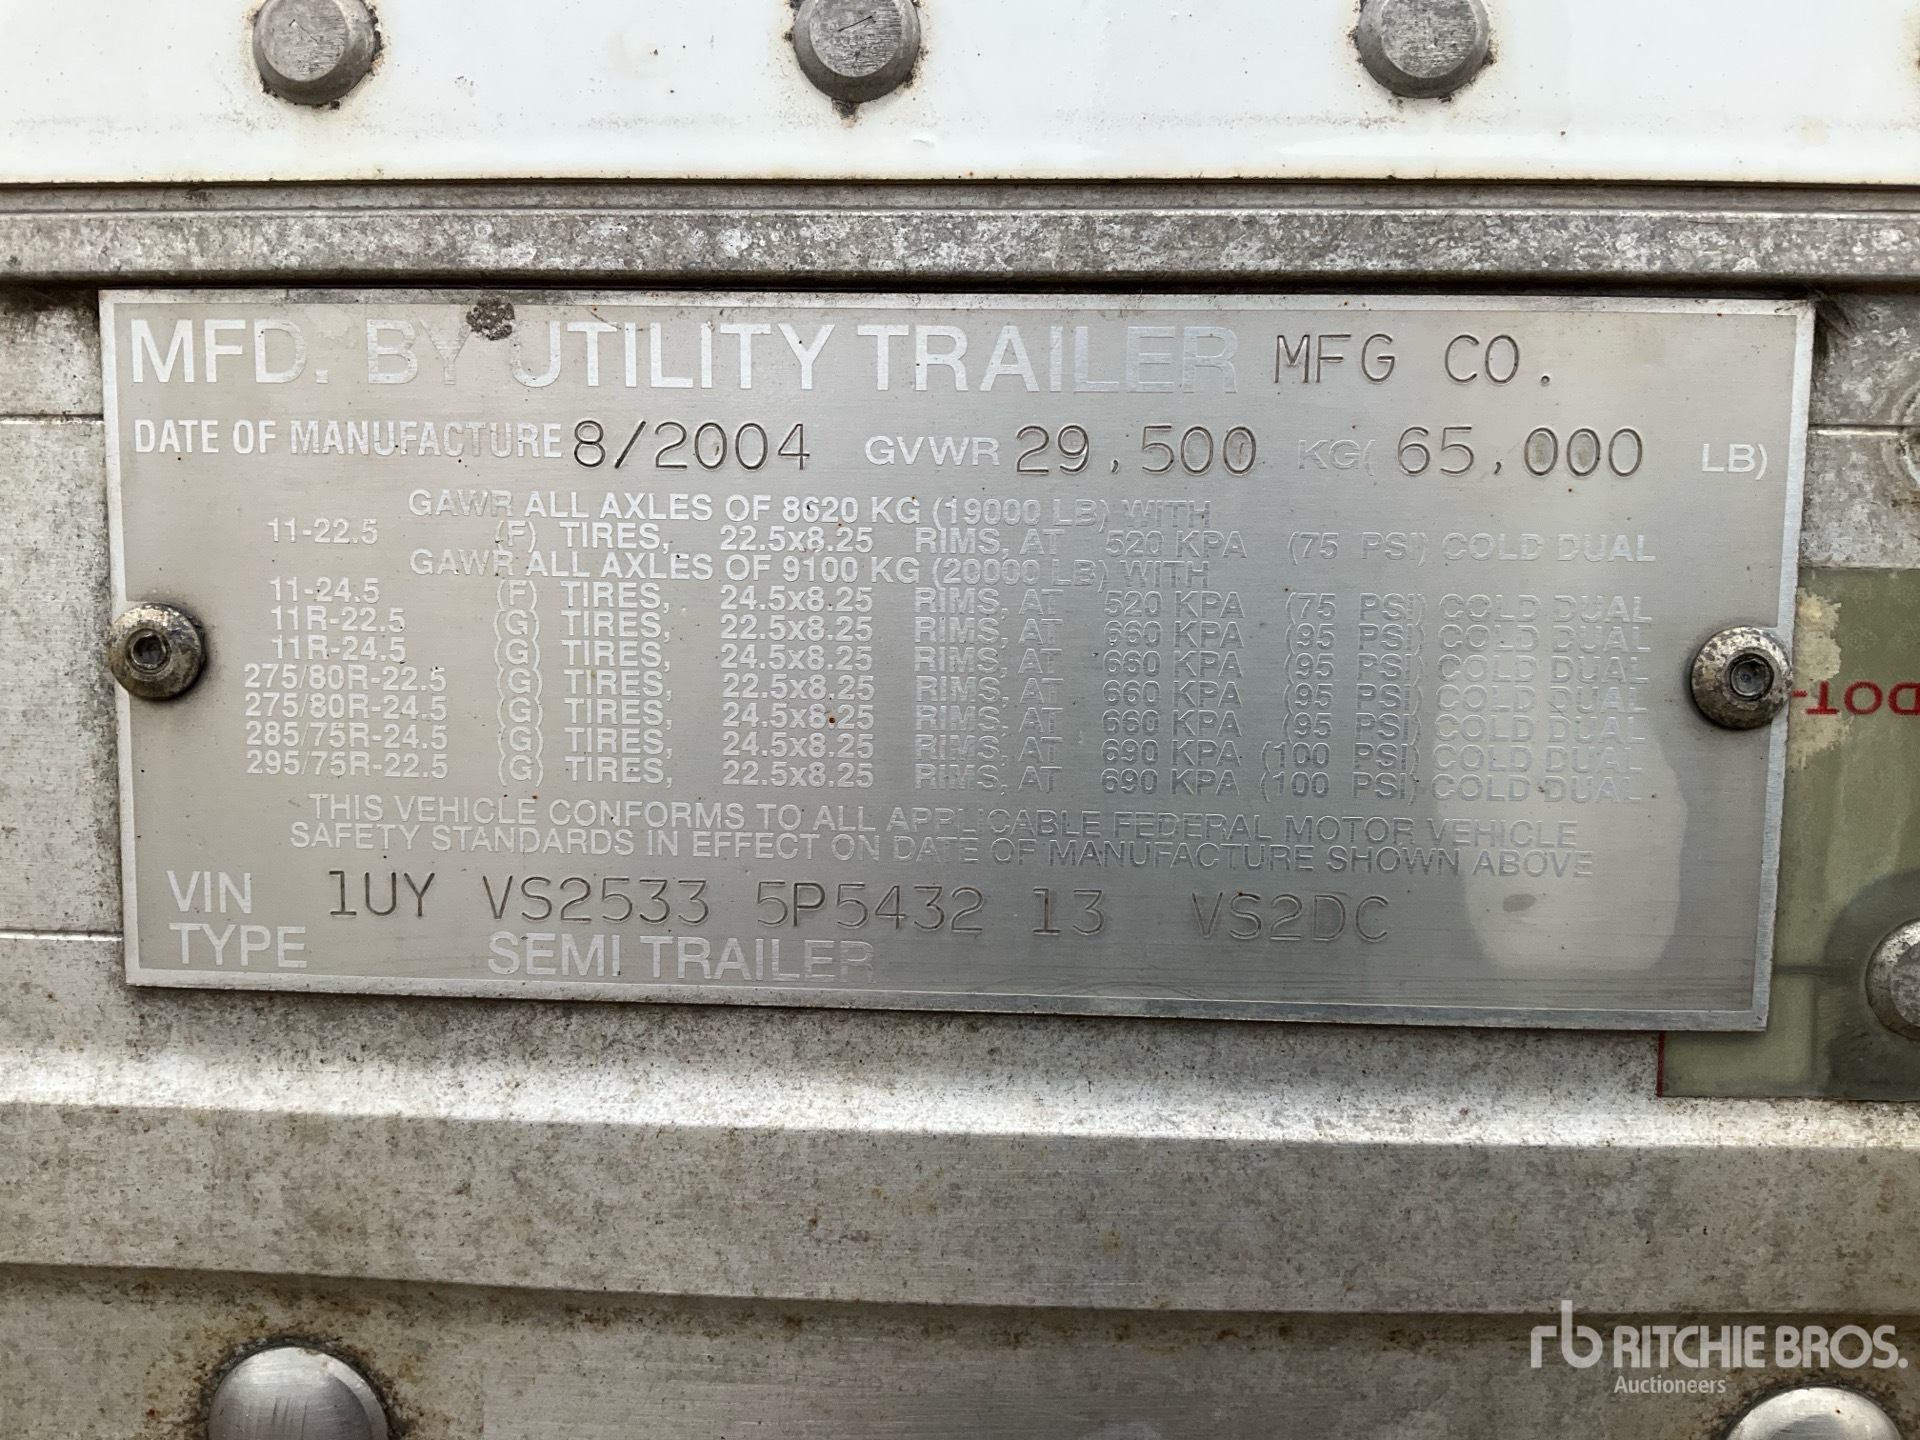 MFD. BY UTILITY TRAILER MFG CO.
DATE OF MANUFACTURE 8/2004 GVWR 29,500 KG( 65,000 LB)
GAWR ALL AXLES OF 8620 KG (19000 LB) WITH
11-22.5 (F) TIRES, 22.5x8.25 RIMS, AT 520 KPA (75 PSI) COLD DUAL
GAWR ALL AXLES OF 9100 KG (20000 LB) WITH
11-24.5 (F) TIRES, 24.5x8.25 RIMS, AT 520 KPA (75 PSI) COLD DUAL
11R-22.5 (G) TIRES, 22.5x8.25 RIMS, AT 660 KPA (95 PSI) COLD DUAL
11R-24.5 (G) TIRES, 24.5x8.25 RIMS, AT 660 KPA (95 PSI) COLD DUAL
275/80R-22.5 (G) TIRES, 22.5x8.25 RIMS, AT 660 KPA (95 PSI) COLD DUAL
275/80R-24.5 (G) TIRES, 24.5x8.25 RIMS, AT 660 KPA (95 PSI) COLD DUAL
285/75R-24.5 (G) TIRES, 24.5x8.25 RIMS, AT 690 KPA (100 PSI) COLD DUAL
295/75R-22.5 (G) TIRES, 22.5x8.25 RIMS, AT 690 KPA (100 PSI) COLD DUAL
THIS VEHICLE CONFORMS TO ALL APPLICABLE FEDERAL MOTOR VEHICLE
SAFETY STANDARDS IN EFFECT ON DATE OF MANUFACTURE SHOWN ABOVE
VIN 1UY VS2533 5P5432 13 VS2DC
TYPE SEMI TRAILER
DOT-
rb RITCHIE BROS.
Auctioneers